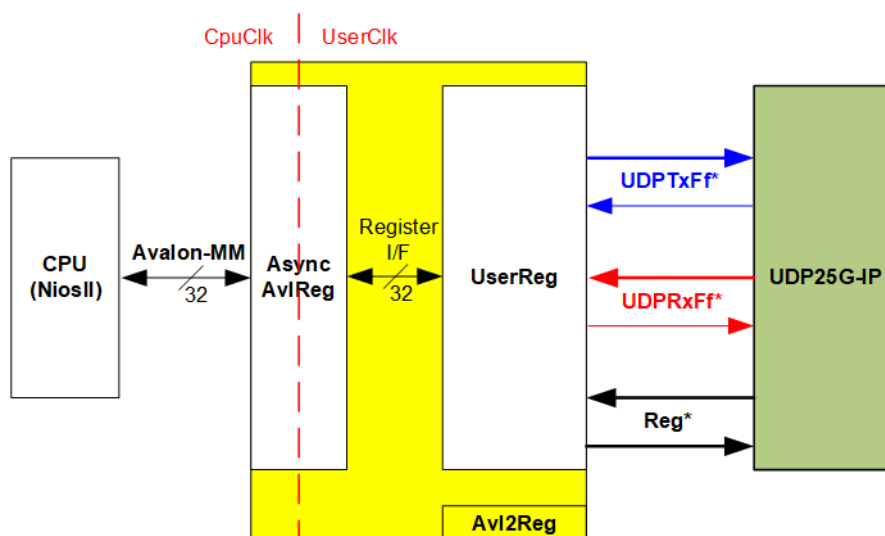 CpuClk
UserClk
CPU
(NiosII)
Avalon-MM
32
Async
AvlReg
Register
I/F
32
UserReg
UDPTxFf*
UDPRxFf*
Reg*
UDP25G-IP
Avl2Reg